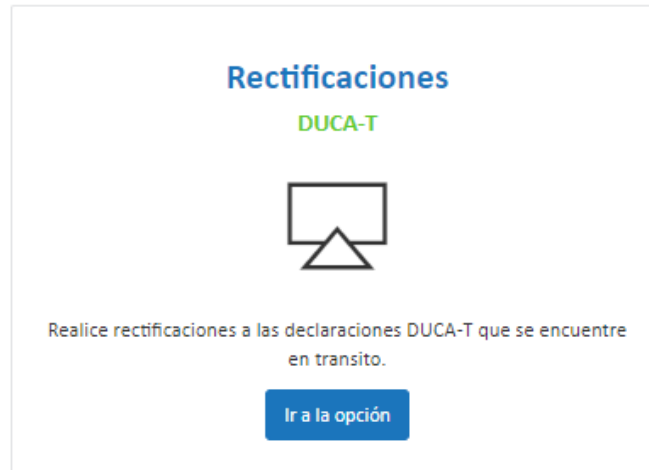 Rectificaciones
DUCA-T
Realice rectificaciones a las declaraciones DUCA-T que se encuentre
en transito.
Ir a la opción